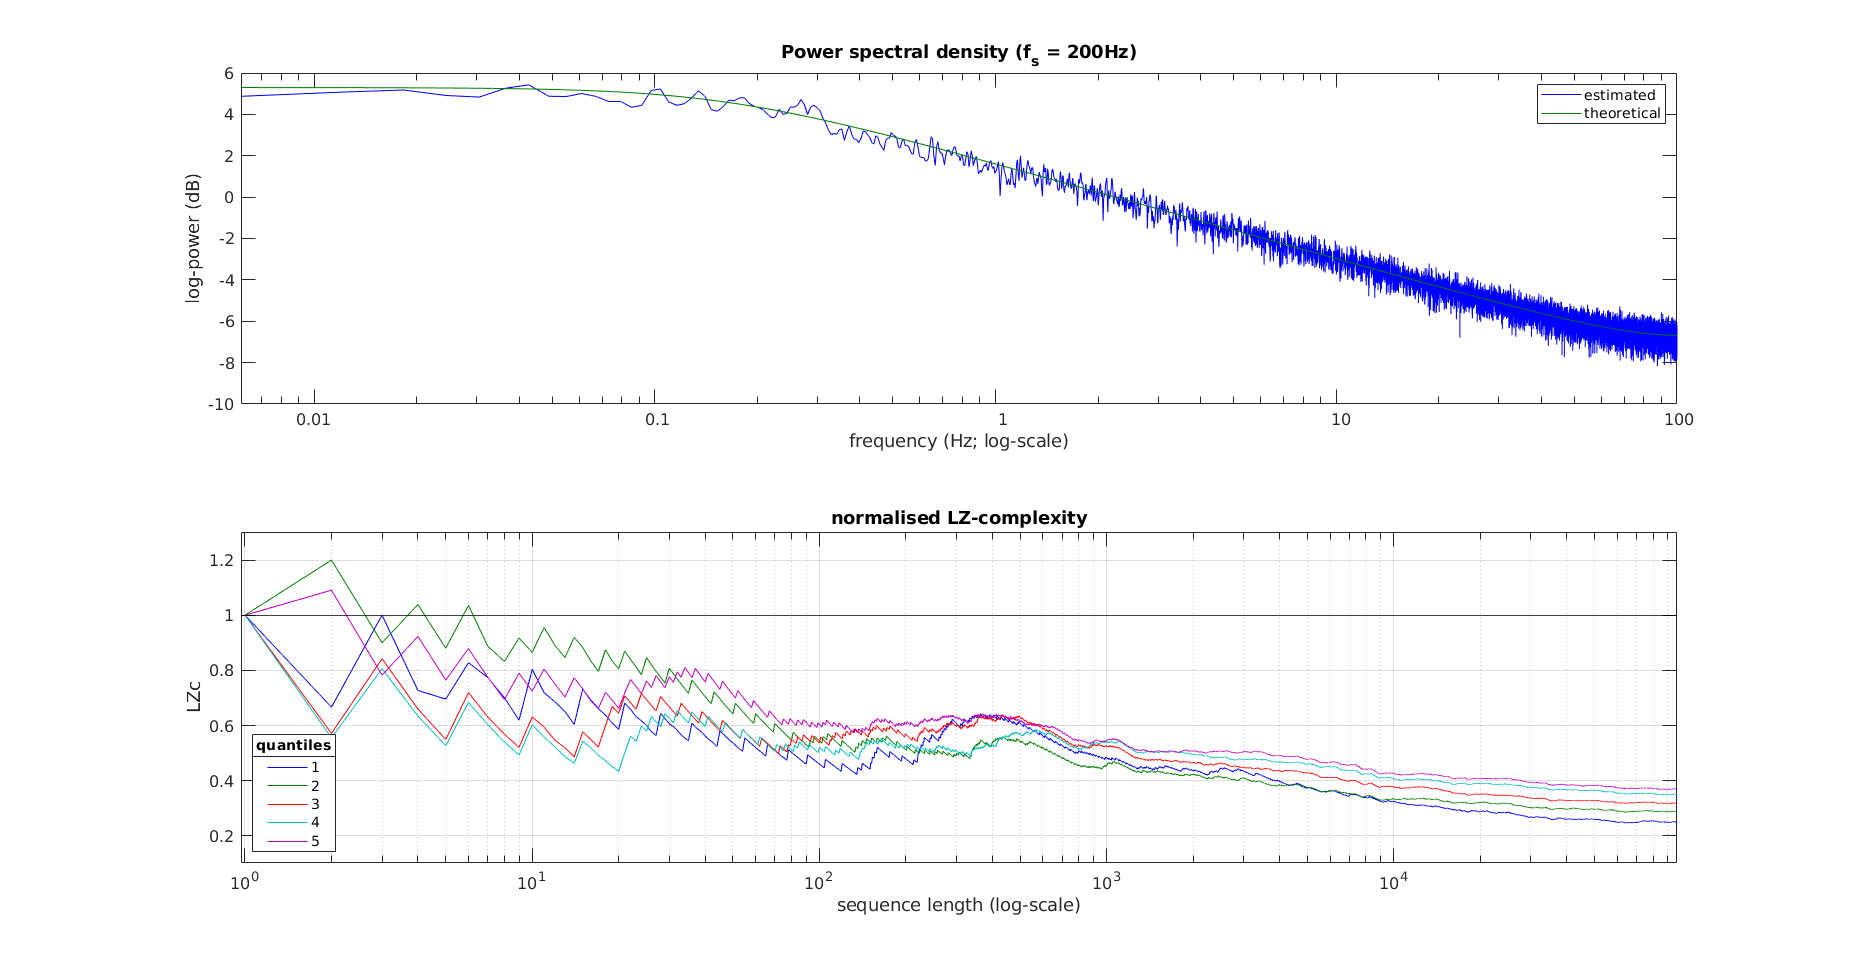 Power spectral density (fs = 200Hz)
6
4
2
0
-2
-4
-6
-8
-10
log-power (dB)
estimated
theoretical
0.01 0.1 1 10 100
frequency (Hz; log-scale)
normalised LZ-complexity
1.2
1
0.8
0.6
0.4
0.2
LZc
quantiles
1
2
3
4
5
10^0 10^1 10^2 10^3 10^4
sequence length (log-scale)